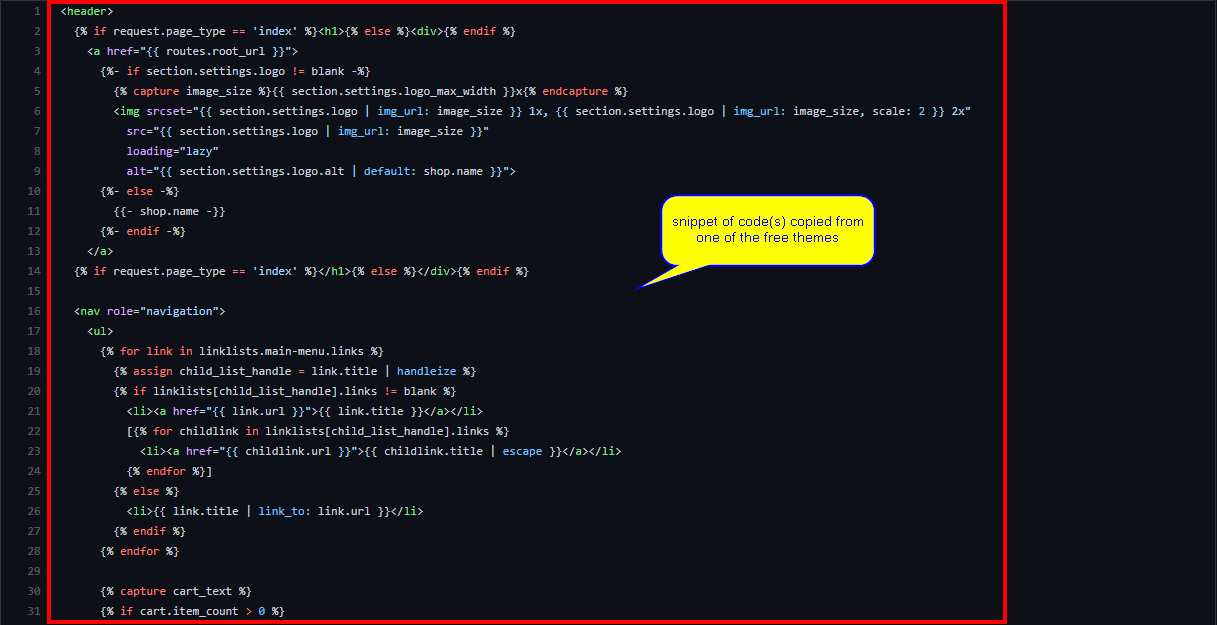 1 <header>
2 {% if request.page_type == 'index' %}<h1>{% else %}<div>{% endif %}
3 <a href="{{ routes.root_url }}">
4 {%- if section.settings.logo != blank -%}
5 {% capture image_size %}{{ section.settings.logo_max_width }}x{% endcapture %}
6 <img srcset="{{ section.settings.logo | img_url: image_size }} 1x, {{ section.settings.logo | img_url: image_size, scale: 2 }} 2x"
7 src="{{ section.settings.logo | img_url: image_size }}"
8 loading="lazy"
9 alt="{{ section.settings.logo.alt | default: shop.name }}">
10 {%- else -%}
11 {{- shop.name -}}
12 {%- endif -%}
13 </a>
14 {% if request.page_type == 'index' %}</h1>{% else %}</div>{% endif %}
15
16 <nav role="navigation">
17 <ul>
18 {% for link in linklists.main-menu.links %}
19 {% assign child_list_handle = link.title | handleize %}
20 {% if linklists[child_list_handle].links != blank %}
21 <li><a href="{{ link.url }}">{{ link.title }}</a></li>
22 [{% for childlink in linklists[child_list_handle].links %}
23 <li><a href="{{ childlink.url }}">{{ childlink.title | escape }}</a></li>
24 {% endfor %}]
25 {% else %}
26 <li>{{ link.title | link_to: link.url }}</li>
27 {% endif %}
28 {% endfor %}
29
30 {% capture cart_text %}
31 {% if cart.item_count > 0 %}
snippet of code(s) copied from
one of the free themes